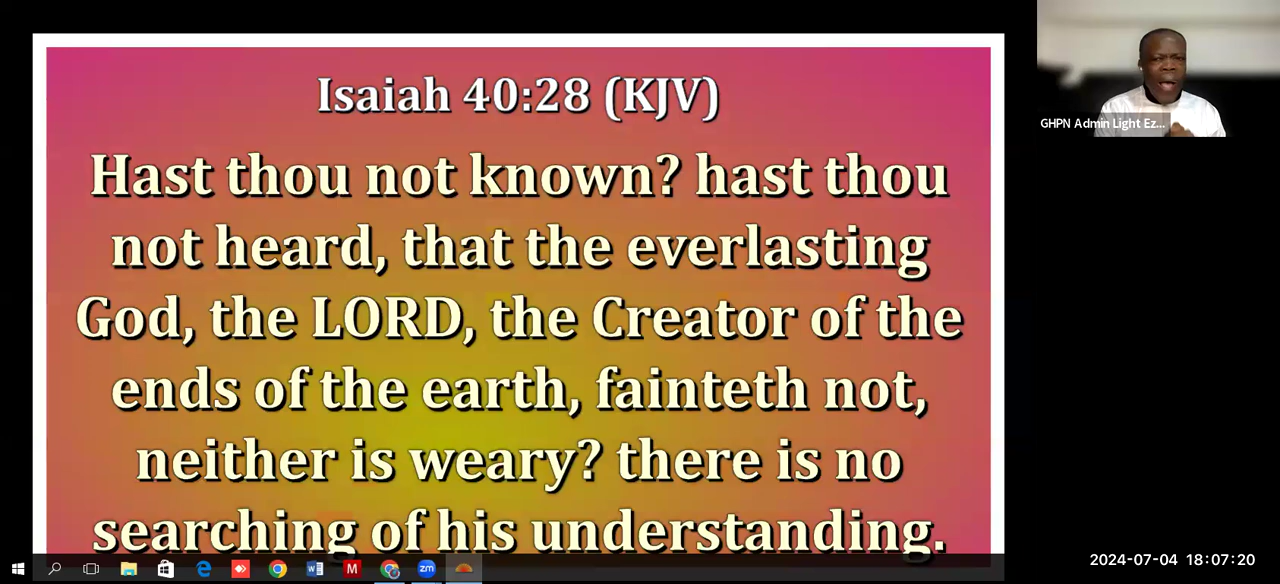 Isaiah 40:28 (KJV)
Hast thou not known? hast thou
not heard, that the everlasting
God, the LORD, the Creator of the
ends of the earth, fainteth not,
neither is weary? there is no
searching of his understanding.
GHPN Admin Light Ez...
W
M
zm
2024-07-04 18:07:20